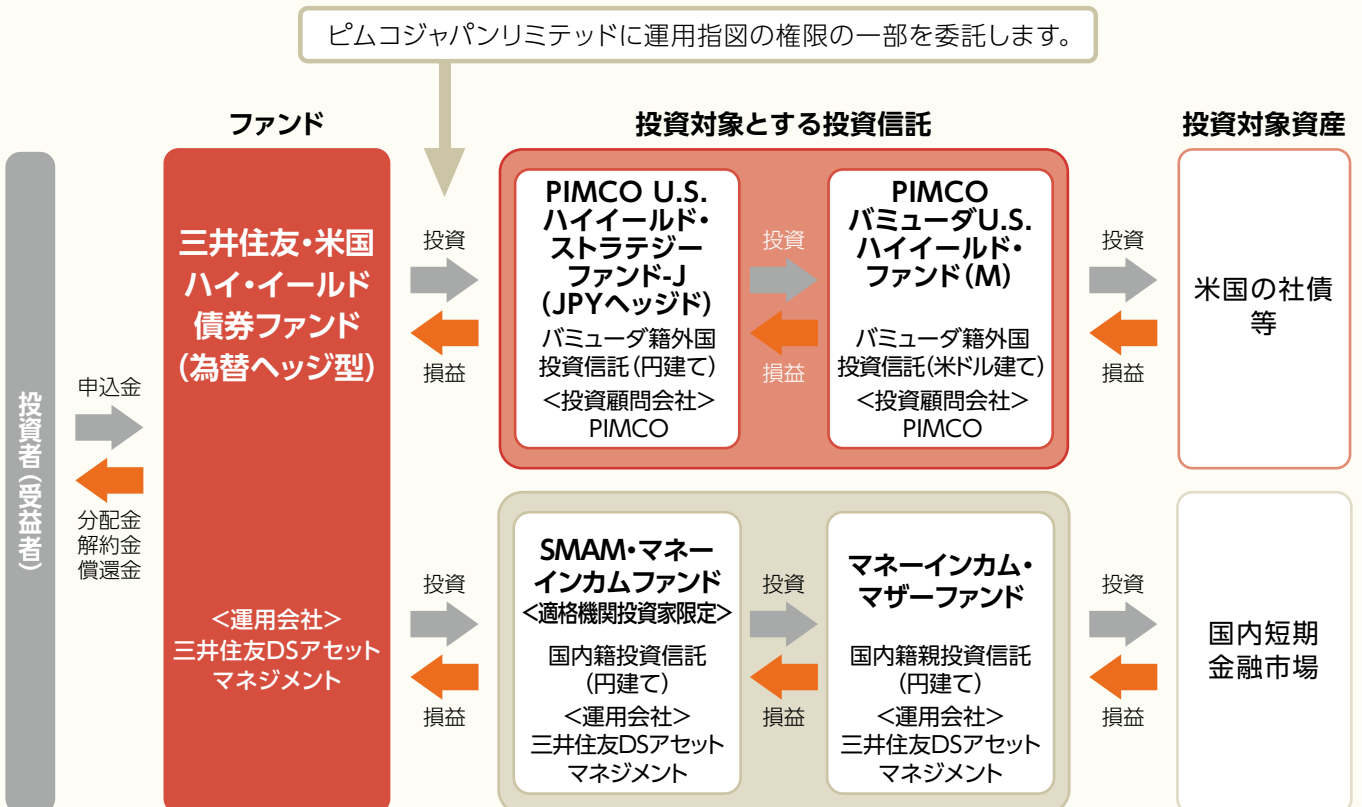 ピムコジャパンリミテッドに運用指図の権限の一部を委託します。
ファンド
投資対象とする投資信託
投資対象資産
投資者(受益者)
申込金
分配金
解約金
償還金
三井住友・米国
ハイ・イールド
債券ファンド
(為替ヘッジ型)
<運用会社>
三井住友DSアセット
マネジメント
投資
損益
PIMCO U.S.
ハイイールド・
ストラテジー
ファンド-J
(JPYヘッジド)
バミューダ籍外国
投資信託(円建て)
<投資顧問会社>
PIMCO
投資
損益
PIMCO
バミューダU.S.
ハイイールド・
ファンド(M)
バミューダ籍外国
投資信託(米ドル建て)
<投資顧問会社>
PIMCO
投資
損益
米国の社債
等
投資
損益
SMAM・マネー
インカムファンド
<適格機関投資家限定>
国内籍投資信託
(円建て)
<運用会社>
三井住友DSアセット
マネジメント
投資
損益
マネーインカム・
マザーファンド
国内籍親投資信託
(円建て)
<運用会社>
三井住友DSアセット
マネジメント
投資
損益
国内短期
金融市場